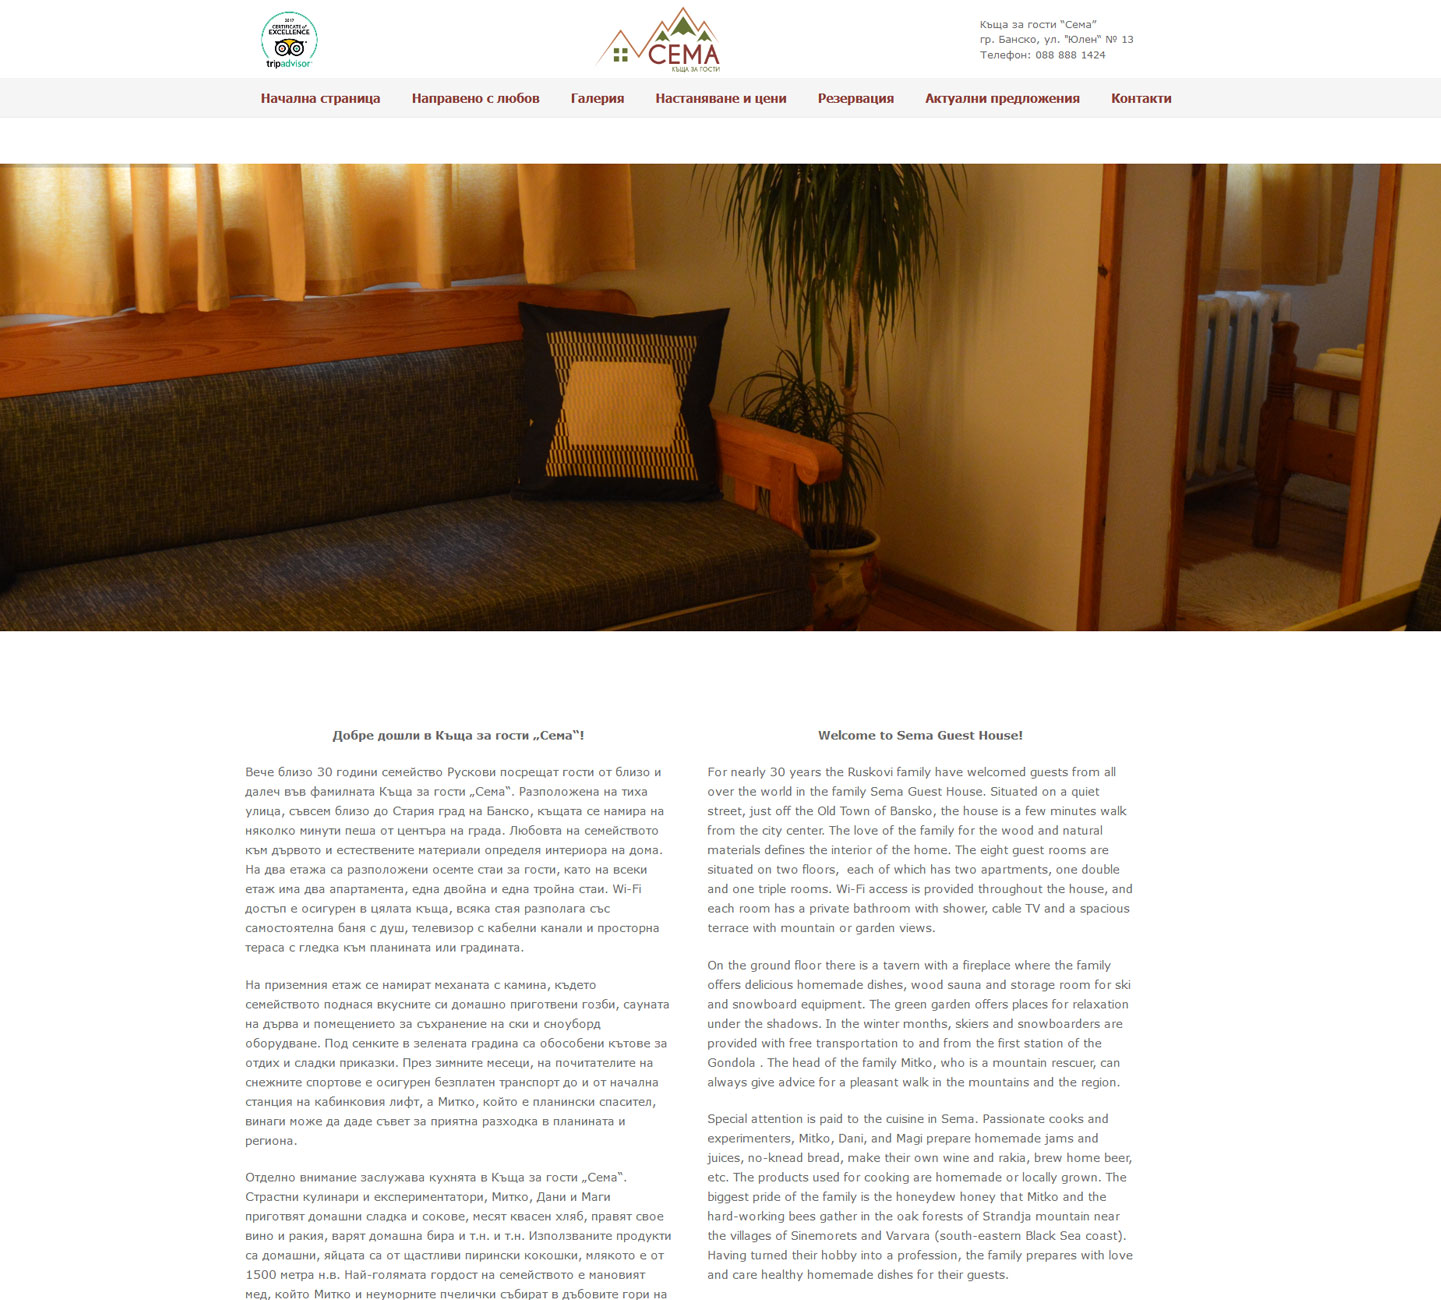 2017
CERTIFICATE of
EXCELLENCE
tripadvisor
СЕМА
КЪЩА ЗА ГОСТИ
Къща за гости "Сема"
гр. Банско, ул. "Юлен" № 13
Телефон: 088 888 1424
Начална страница Направено с любов Галерия Настаняване и цени Резервация Актуални предложения Контакти
Добре дошли в Къща за гости „Сема“!
Вече близо 30 години семейство Рускови посрещат гости от близо и
далеч във фамилната Къща за гости „Сема“. Разположена на тиха
улица, съвсем близо до Стария град на Банско, къщата се намира на
няколко минути пеша от центъра на града. Любовта на семейството
към дървото и естествените материали определя интериора на дома.
На два етажа са разположени осемте стаи за гости, като на всеки
етаж има два апартамента, една двойна и една тройна стаи. Wi-Fi
достъп е осигурен в цялата къща, всяка стая разполага със
самостоятелна баня с душ, телевизор с кабелни канали и просторна
тераса с гледка към планината или градината.
На приземния етаж се намират механата с камина, където
семейството поднася вкусните си домашно приготвени гозби, сауната
на дърва и помещението за съхранение на ски и сноуборд
оборудване. Под сенките в зелената градина са обособени кътове за
отдих и сладки приказки. През зимните месеци, на почитателите на
снежните спортове е осигурен безплатен транспорт до и от начална
станция на кабинковия лифт, а Митко, който е планински спасител,
винаги може да даде съвет за приятна разходка в планината и
региона.
Отделно внимание заслужава кухнята в Къща за гости „Сема“.
Страстни кулинари и експериментатори, Митко, Дани и Маги
приготвят домашни сладка и сокове, месят квасен хляб, правят свое
вино и ракия, варят домашна бира и т.н. и т.н. Използваните продукти
са домашни, яйцата са от щастливи пирински кокошки, млякото е от
1500 метра н.в. Най-голямата гордост на семейството е мановият
мед, който Митко и неуморните пчелички събират в дъбовите гори на
Welcome to Sema Guest House!
For nearly 30 years the Ruskovi family have welcomed guests from all
over the world in the family Sema Guest House. Situated on a quiet
street, just off the Old Town of Bansko, the house is a few minutes walk
from the city center. The love of the family for the wood and natural
materials defines the interior of the home. The eight guest rooms are
situated on two floors,  each of which has two apartments, one double
and one triple rooms. Wi-Fi access is provided throughout the house, and
each room has a private bathroom with shower, cable TV and a spacious
terrace with mountain or garden views.
On the ground floor there is a tavern with a fireplace where the family
offers delicious homemade dishes, wood sauna and storage room for ski
and snowboard equipment. The green garden offers places for relaxation
under the shadows. In the winter months, skiers and snowboarders are
provided with free transportation to and from the first station of the
Gondola . The head of the family Mitko, who is a mountain rescuer, can
always give advice for a pleasant walk in the mountains and the region.
Special attention is paid to the cuisine in Sema. Passionate cooks and
experimenters, Mitko, Dani, and Magi prepare homemade jams and
juices, no-knead bread, make their own wine and rakia, brew home beer,
etc. The products used for cooking are homemade or locally grown. The
biggest pride of the family is the honeydew honey that Mitko and the
hard-working bees gather in the oak forests of Strandja mountain near
the villages of Sinemorets and Varvara (south-eastern Black Sea coast).
Having turned their hobby into a profession, the family prepares with love
and care healthy homemade dishes for their guests.